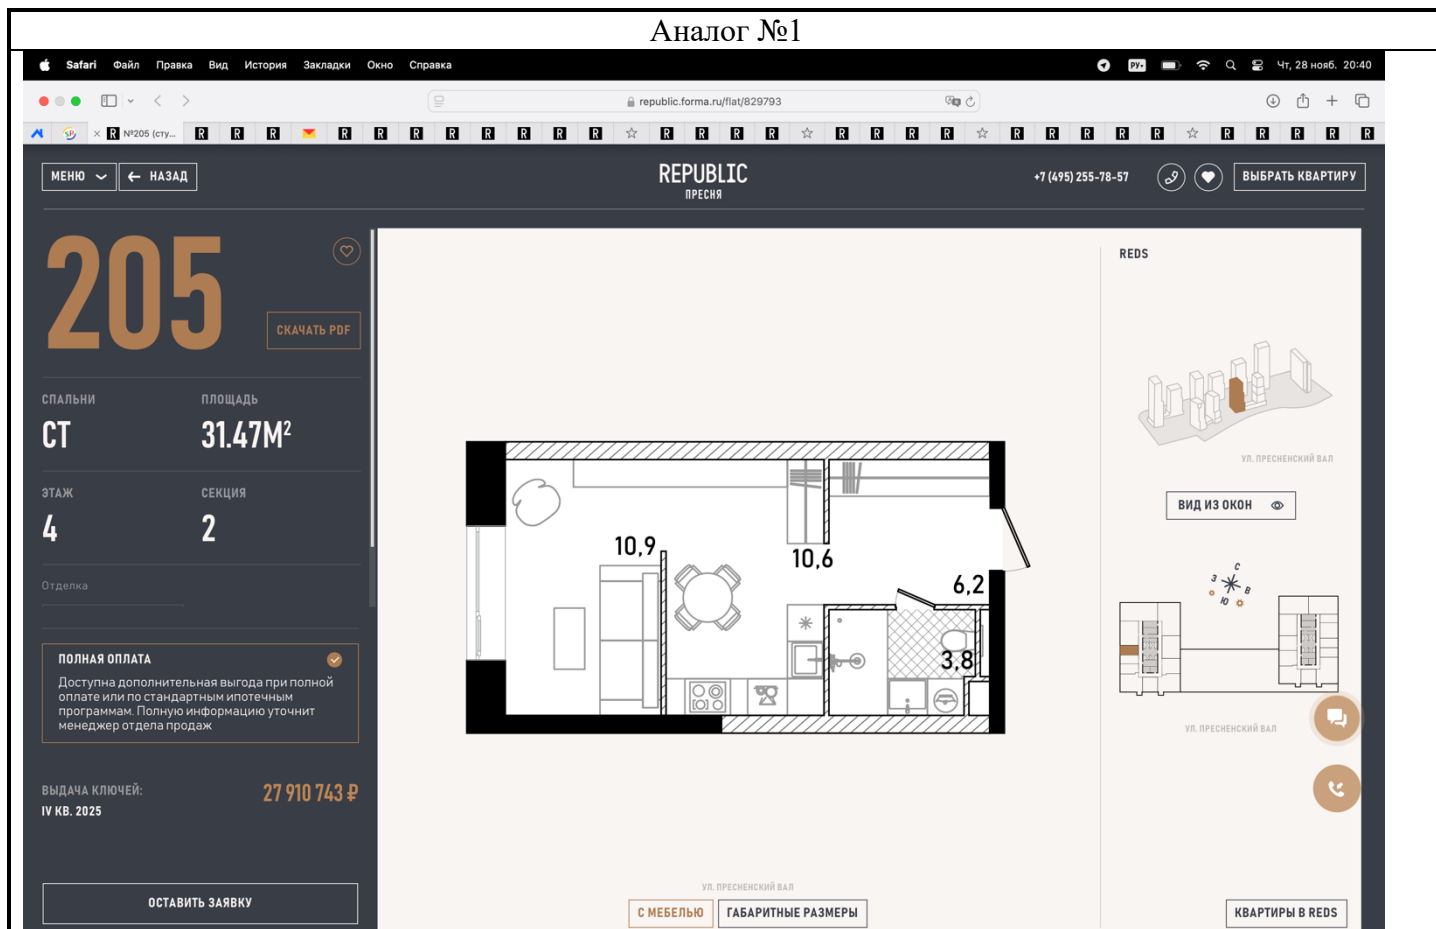 Аналог №1
Safari Файл Правка Вид История Закладки Окно Справка РУ. Чт, 28 нояб. 20:40
republic.forma.ru/flat/829793
№205 (сту...
МЕНЮ НАЗАД
REPUBLIC
ПРЕСНЯ
+7 (495) 255-78-57
ВЫБРАТЬ КВАРТИРУ
205
СКАЧАТЬ PDF
СПАЛЬНИ ПЛОЩАДЬ
СТ 31.47М²
ЭТАЖ СЕКЦИЯ
4 2
Отделка
ПОЛНАЯ ОПЛАТА
Доступна дополнительная выгода при полной
оплате или по стандартным ипотечным
программам. Полную информацию уточнит
менеджер отдела продаж
ВЫДАЧА КЛЮЧЕЙ:
IV КВ. 2025
27 910 743 ₽
ОСТАВИТЬ ЗАЯВКУ
10,9
10,6
6,2
3,8
УЛ. ПРЕСНЕНСКИЙ ВАЛ
С МЕБЕЛЬЮ ГАБАРИТНЫЕ РАЗМЕРЫ
REDS
УЛ. ПРЕСНЕНСКИЙ ВАЛ
ВИД ИЗ ОКОН
С
З
В
Ю
УЛ. ПРЕСНЕНСКИЙ ВАЛ
КВАРТИРЫ В REDS